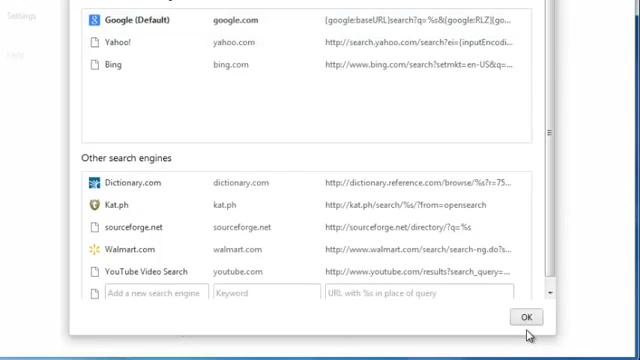 Settings
Help
Google (Default) google.com {google:baseURL}search?q=%s&{google:RLZ}{go...
Yahoo! yahoo.com http://search.yahoo.com/search?ei={inputEncodi...
Bing bing.com http://www.bing.com/search?setmkt=en-US&q=...
Other search engines
Dictionary.com dictionary.com http://dictionary.reference.com/browse/%s?r=75...
Kat.ph kat.ph http://kat.ph/search/%s/?from=opensearch
sourceforge.net sourceforge.net http://sourceforge.net/directory/?q=%s
Walmart.com walmart.com http://www.walmart.com/search/search-ng.do?s...
YouTube Video Search youtube.com http://www.youtube.com/results?search_query=...
Add a new search engine Keyword URL with %s in place of query
OK